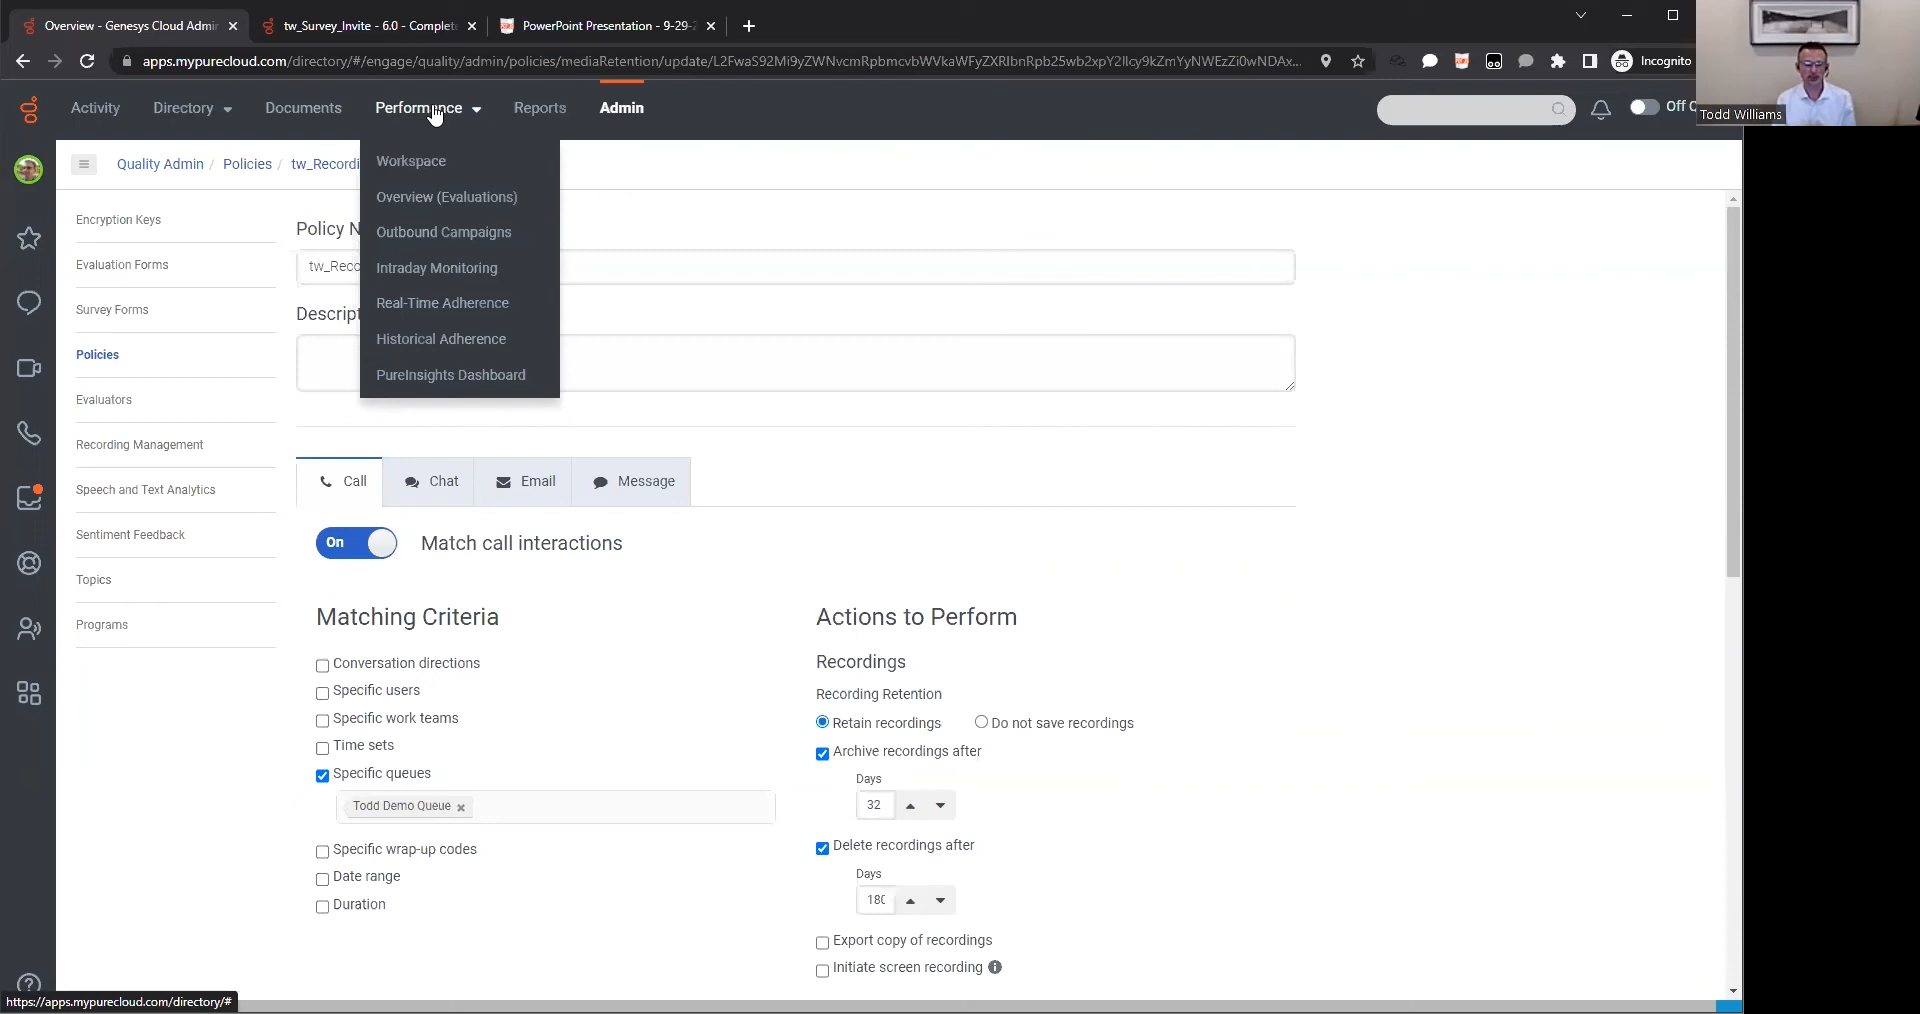 Overview - Genesys Cloud Admin
tw_Survey_Invite - 6.0 - Complete
PowerPoint Presentation - 9-29-2
apps.mypurecloud.com/directory/#/engage/quality/admin/policies/mediaRetention/update/
Incognito
Todd Williams
Activity
Directory
Documents
Performance
Reports
Admin
Off
Quality Admin / Policies / tw_Recordi
Workspace
Overview (Evaluations)
Outbound Campaigns
Intraday Monitoring
Real-Time Adherence
Historical Adherence
PureInsights Dashboard
Encryption Keys
Evaluation Forms
Survey Forms
Policies
Evaluators
Recording Management
Speech and Text Analytics
Sentiment Feedback
Topics
Programs
Policy N
tw_Reco
Descript
Call
Chat
Email
Message
On
Match call interactions
Matching Criteria
Conversation directions
Specific users
Specific work teams
Time sets
Specific queues
Todd Demo Queue
Specific wrap-up codes
Date range
Duration
Actions to Perform
Recordings
Recording Retention
Retain recordings
Do not save recordings
Archive recordings after
Days
32
Delete recordings after
Days
180
Export copy of recordings
Initiate screen recording
https://apps.mypurecloud.com/directory/#